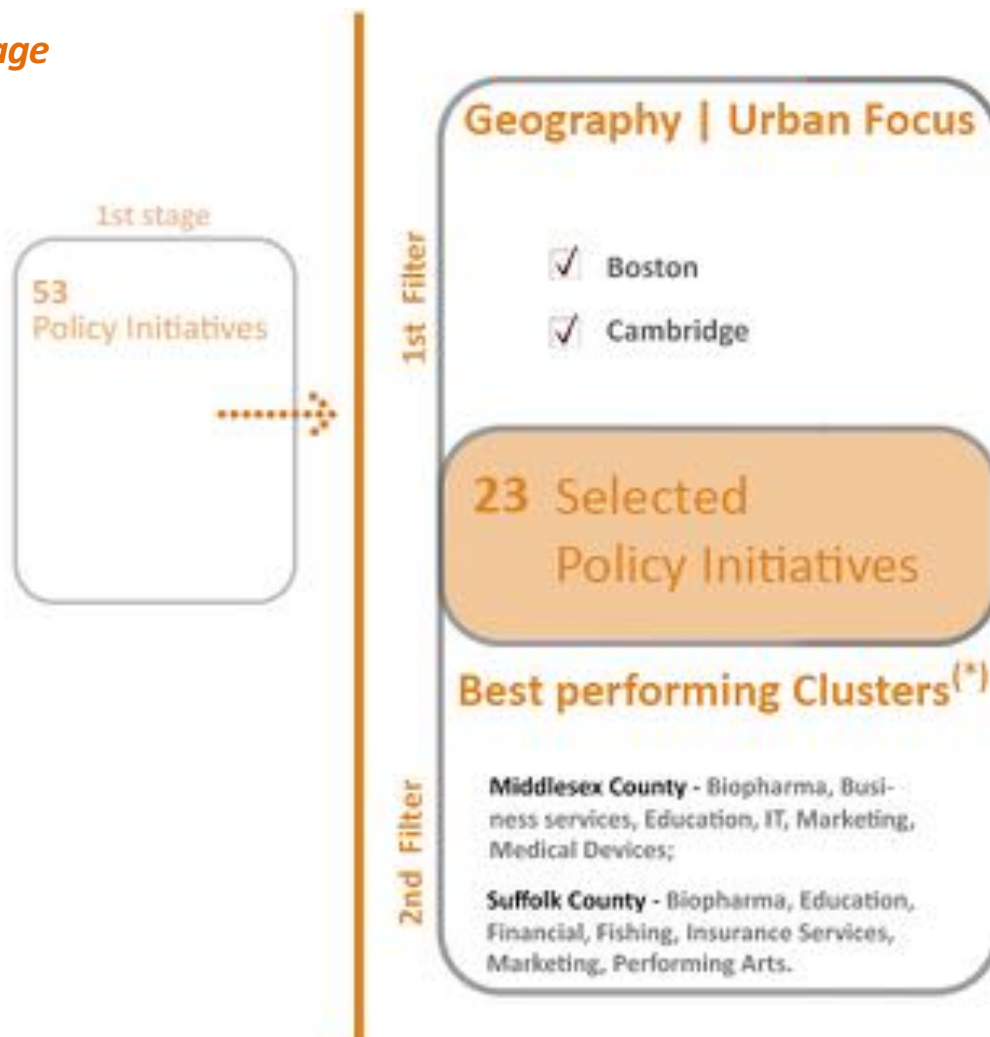 1st stage
53
Policy Initiatives
Geography | Urban Focus
1st Filter
Boston
Cambridge
23 Selected
Policy Initiatives
Best performing Clusters(*)
2nd Filter
Middlesex County - Biopharma, Busi-
ness services, Education, IT, Marketing,
Medical Devices;
Suffolk County - Biopharma, Education,
Financial, Fishing, Insurance Services,
Marketing, Performing Arts.